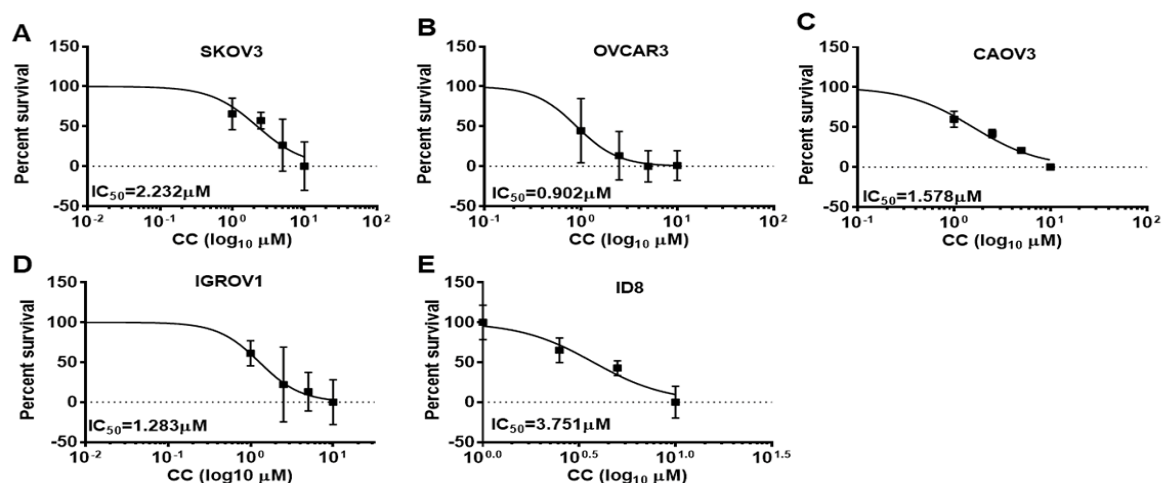 A
SKOV3
Percent survival
150
100
50
0
-50
IC₅₀=2.232μM
10⁻² 10⁻¹ 10⁰ 10¹ 10²
CC (log₁₀ μM)
B
OVCAR3
Percent survival
150
100
50
0
-50
IC₅₀=0.902μM
10⁻¹ 10⁰ 10¹ 10²
CC (log₁₀ μM)
C
CAOV3
Percent survival
150
100
50
0
-50
IC₅₀=1.578μM
10⁻¹ 10⁰ 10¹ 10²
CC (log₁₀ μM)
D
IGROV1
Percent survival
150
100
50
0
-50
IC₅₀=1.283μM
10⁻² 10⁻¹ 10⁰ 10¹
CC (log10 μM)
E
ID8
Percent survival
150
100
50
0
-50
IC₅₀=3.751μM
10⁰·⁰ 10⁰·⁵ 10¹·⁰ 10¹·⁵
CC (log₁₀ μM)